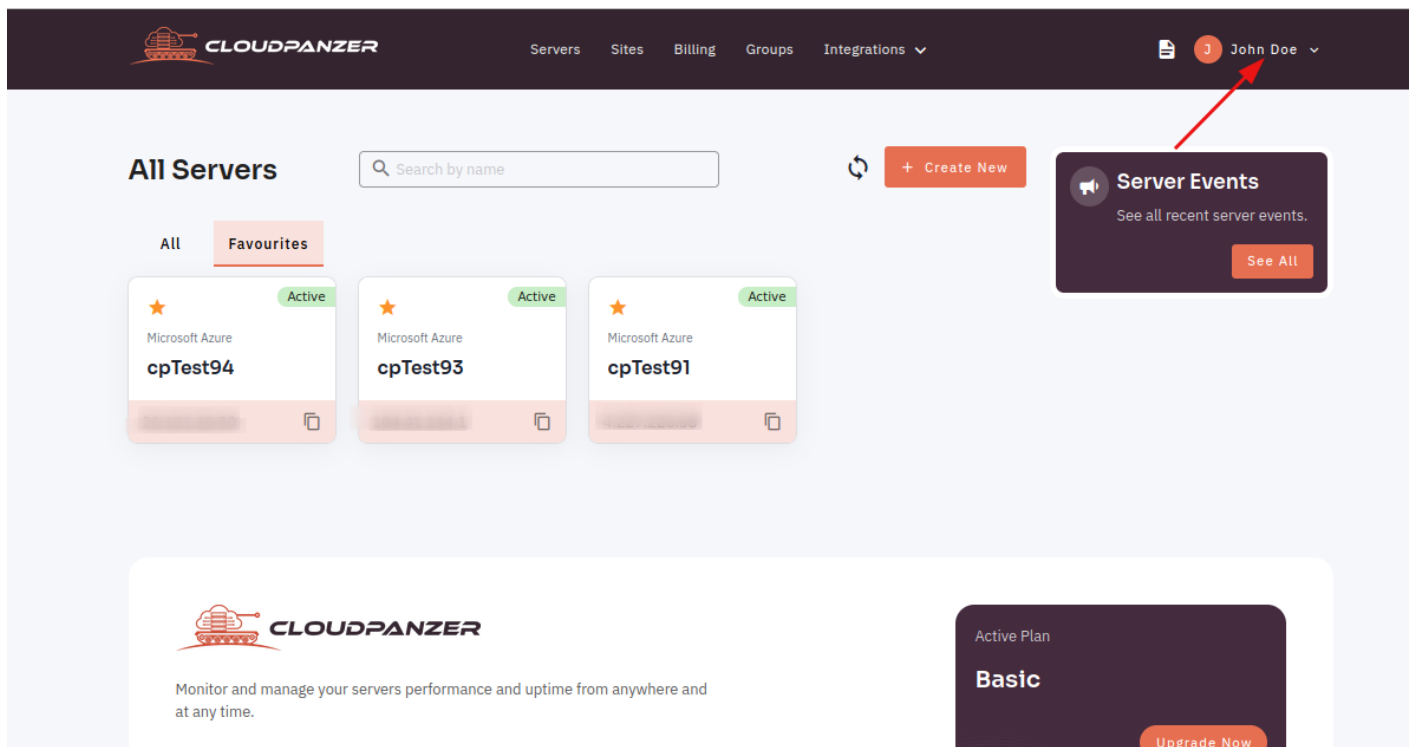 CLOUDPANZER
Servers Sites Billing Groups Integrations
J John Doe
All Servers
Search by name
+ Create New
Server Events
See all recent server events.
See All
All Favourites
Active
Microsoft Azure
cpTest94
Active
Microsoft Azure
cpTest93
Active
Microsoft Azure
cpTest91
CLOUDPANZER
Monitor and manage your servers performance and uptime from anywhere and
at any time.
Active Plan
Basic
Upgrade Now